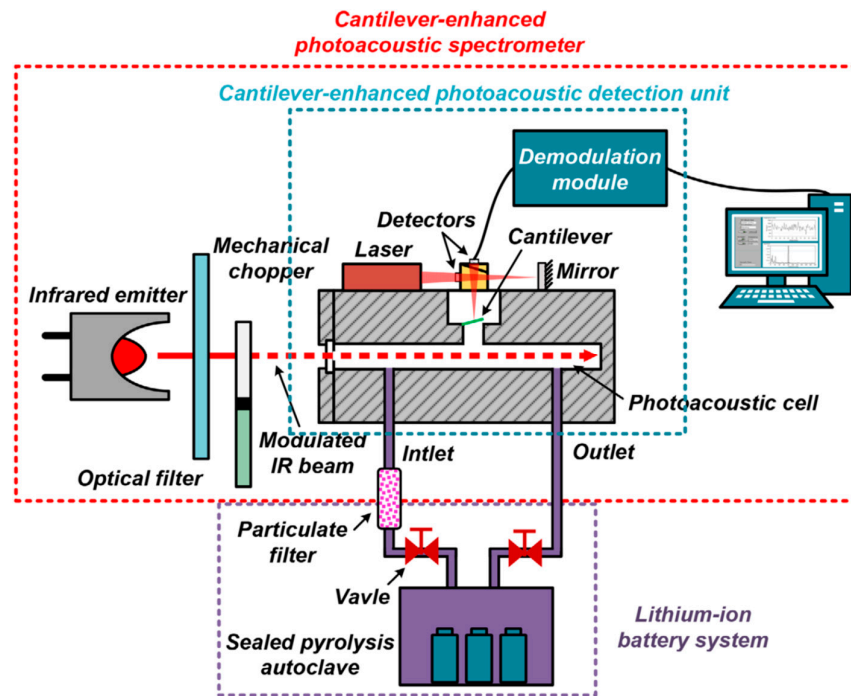 Cantilever-enhanced
photoacoustic spectrometer
Cantilever-enhanced photoacoustic detection unit
Demodulation
module
Detectors
Cantilever
Mechanical
chopper
Laser
Mirror
Infrared emitter
Photoacoustic cell
Modulated
IR beam
Optical filter
Intlet
Outlet
Particulate
filter
Vavle
Sealed pyrolysis
autoclave
Lithium-ion
battery system